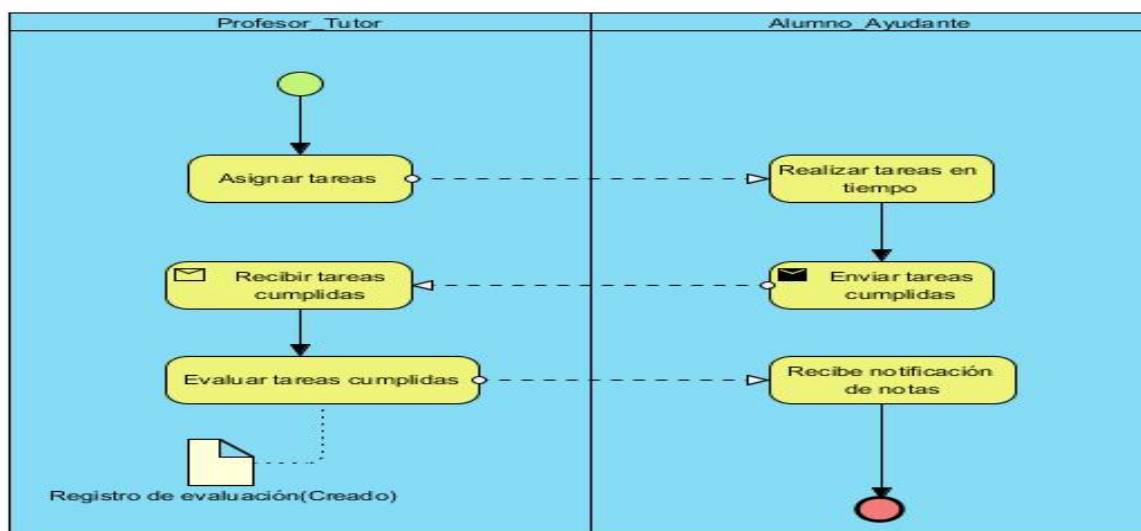 Profesor_Tutor
Alumno_Ayudante
Asignar tareas
Realizar tareas en
tiempo
Recibir tareas
cumplidas
Enviar tareas
cumplidas
Evaluar tareas cumplidas
Recibe notificación
de notas
Registro de evaluación(Creado)